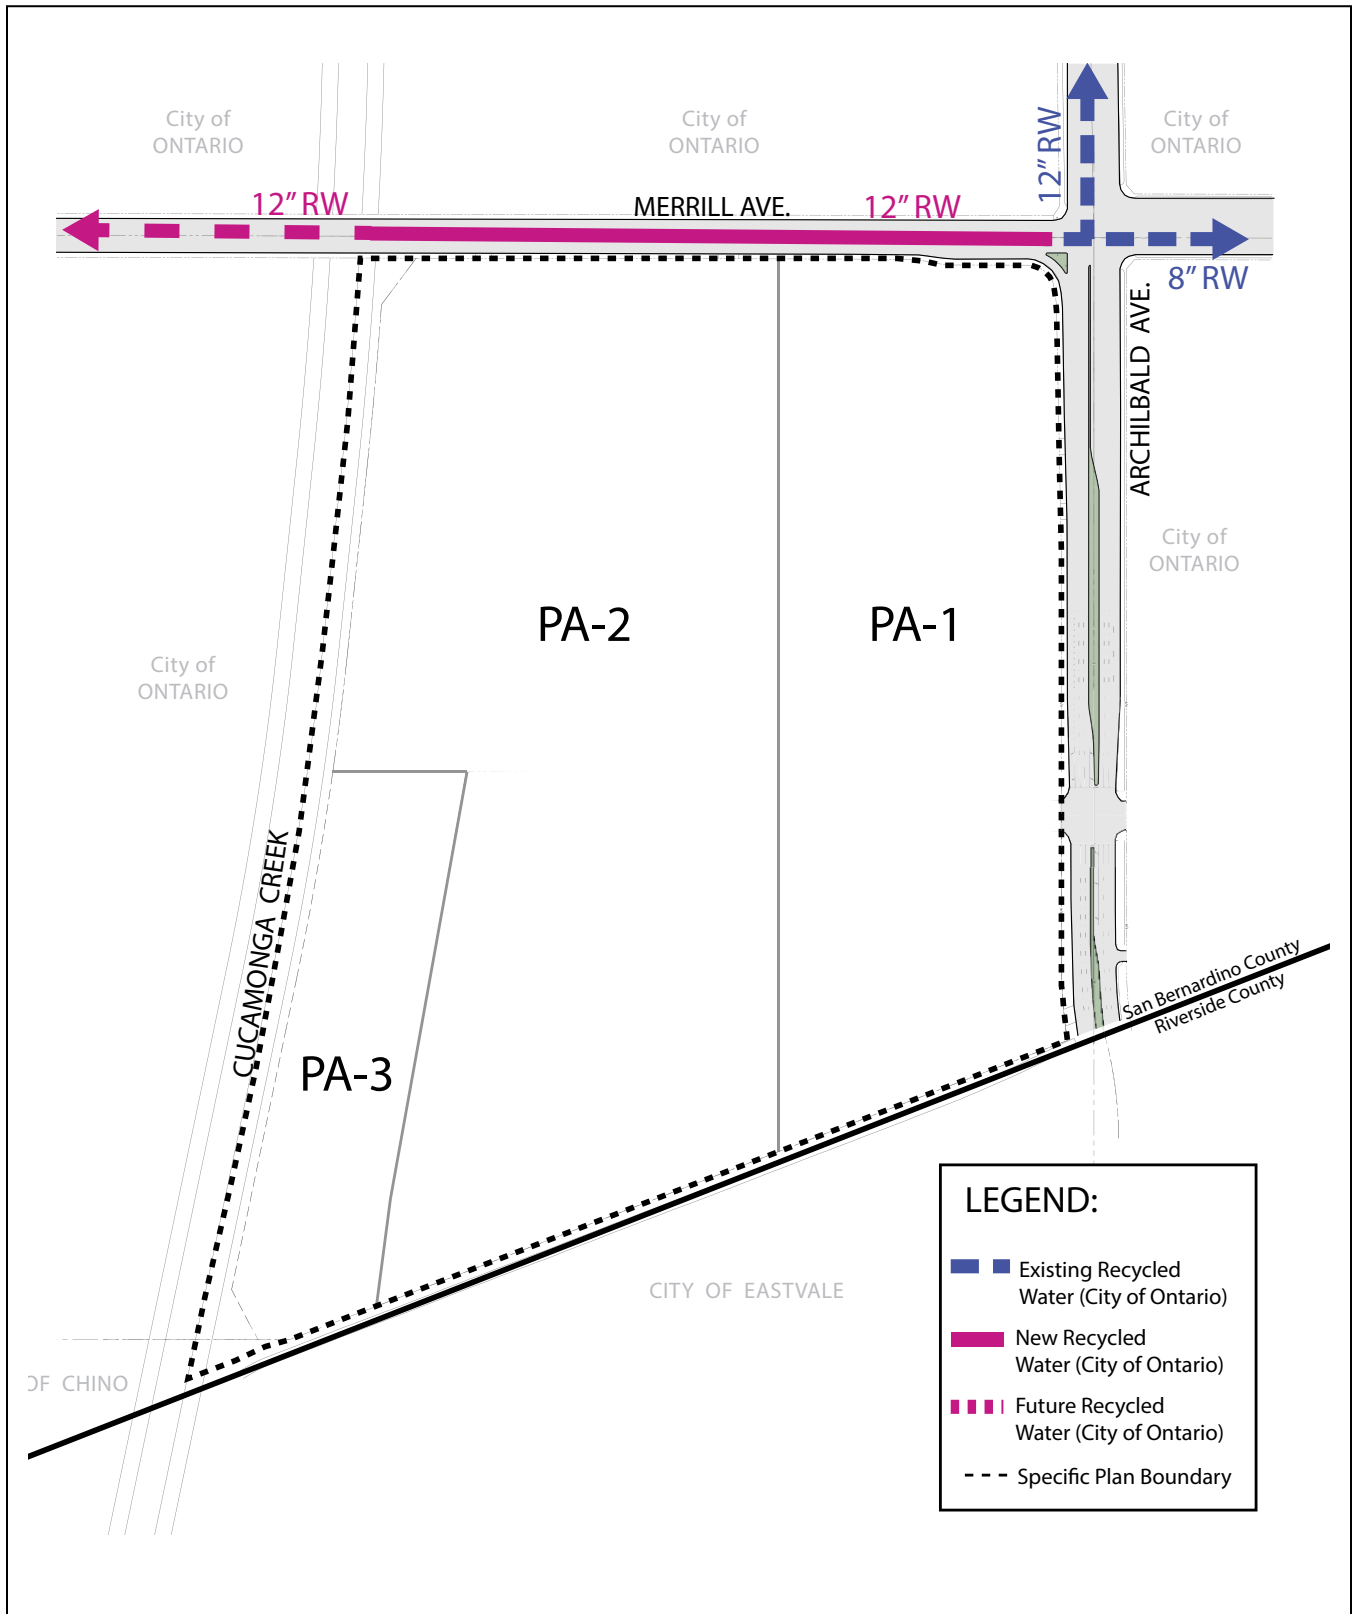 City of
ONTARIO
City of
ONTARIO
City of
ONTARIO
12" RW
12" RW
MERRILL AVE.
12" RW
8" RW
ARCHILBALD AVE.
City of
ONTARIO
PA-2
PA-1
City of
ONTARIO
CUCAMONGA CREEK
San Bernardino County
Riverside County
PA-3
CITY OF EASTVALE
OF CHINO
LEGEND:
Existing Recycled
Water (City of Ontario)
New Recycled
Water (City of Ontario)
Future Recycled
Water (City of Ontario)
Specific Plan Boundary